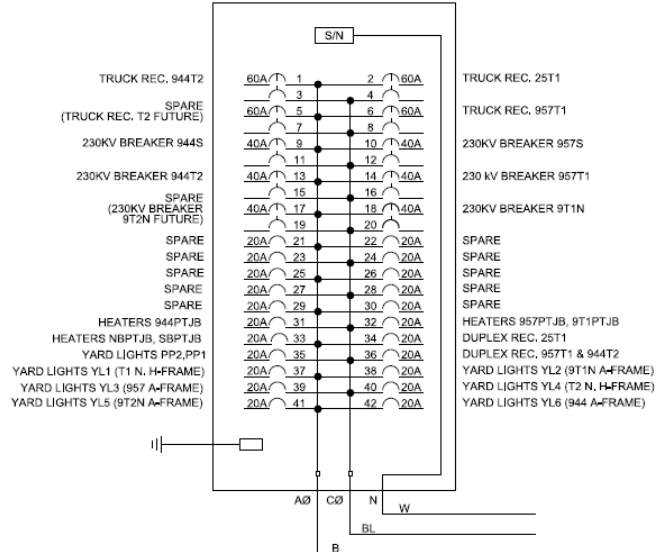 S/N
TRUCK REC. 944T2 60A 1 2 60A TRUCK REC. 25T1
3 4
SPARE
(TRUCK REC. T2 FUTURE) 60A 5 6 60A TRUCK REC. 957T1
7 8
230KV BREAKER 944S 40A 9 10 40A 230KV BREAKER 957S
11 12
230KV BREAKER 944T2 40A 13 14 40A 230 kV BREAKER 957T1
15 16
SPARE
(230KV BREAKER 40A 17 18 40A 230KV BREAKER 9T1N
9T2N FUTURE)
19 20
SPARE 20A 21 22 20A SPARE
SPARE 20A 23 24 20A SPARE
SPARE 20A 25 26 20A SPARE
SPARE 20A 27 28 20A SPARE
SPARE 20A 29 30 20A SPARE
HEATERS 944PTJB 20A 31 32 20A HEATERS 957PTJB, 9T1PTJB
HEATERS NBPTJB, SBPTJB 20A 33 34 20A DUPLEX REC. 25T1
YARD LIGHTS PP2,PP1 20A 35 36 20A DUPLEX REC. 957T1 & 944T2
YARD LIGHTS YL1 (T1 N. H-FRAME) 20A 37 38 20A YARD LIGHTS YL2 (9T1N A-FRAME)
YARD LIGHTS YL3 (957 A-FRAME) 20A 39 40 20A YARD LIGHTS YL4 (T2 N. H-FRAME)
YARD LIGHTS YL5 (9T2N A-FRAME) 20A 41 42 20A YARD LIGHTS YL6 (944 A-FRAME)
AØ CØ N
W
BL
B